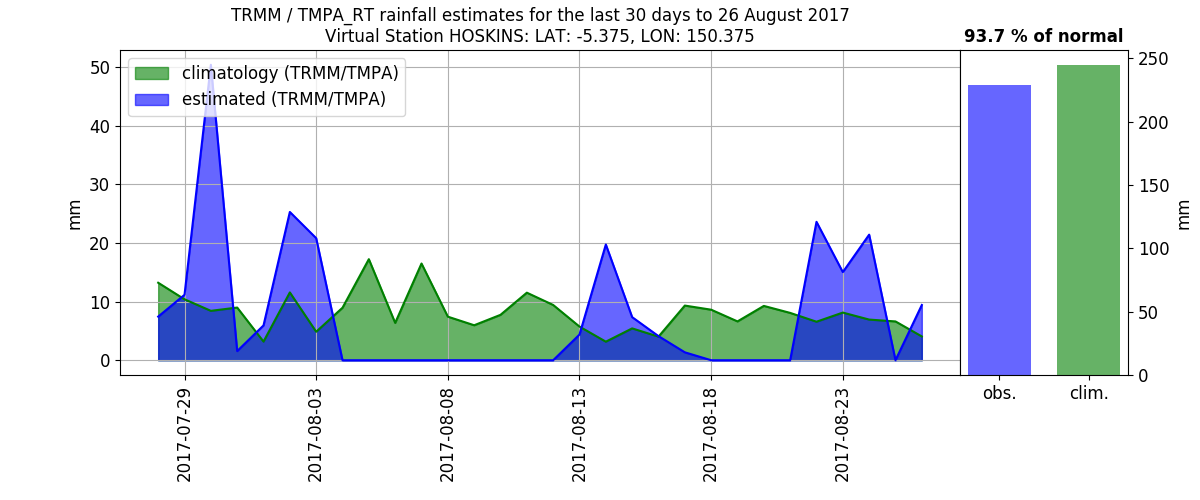 TRMM / TMPA_RT rainfall estimates for the last 30 days to 26 August 2017
Virtual Station HOSKINS: LAT: -5.375, LON: 150.375
93.7 % of normal
climatology (TRMM/TMPA)
estimated (TRMM/TMPA)
50
40
30
20
10
0
mm
2017-07-29
2017-08-03
2017-08-08
2017-08-13
2017-08-18
2017-08-23
250
200
150
100
50
0
mm
obs.
clim.